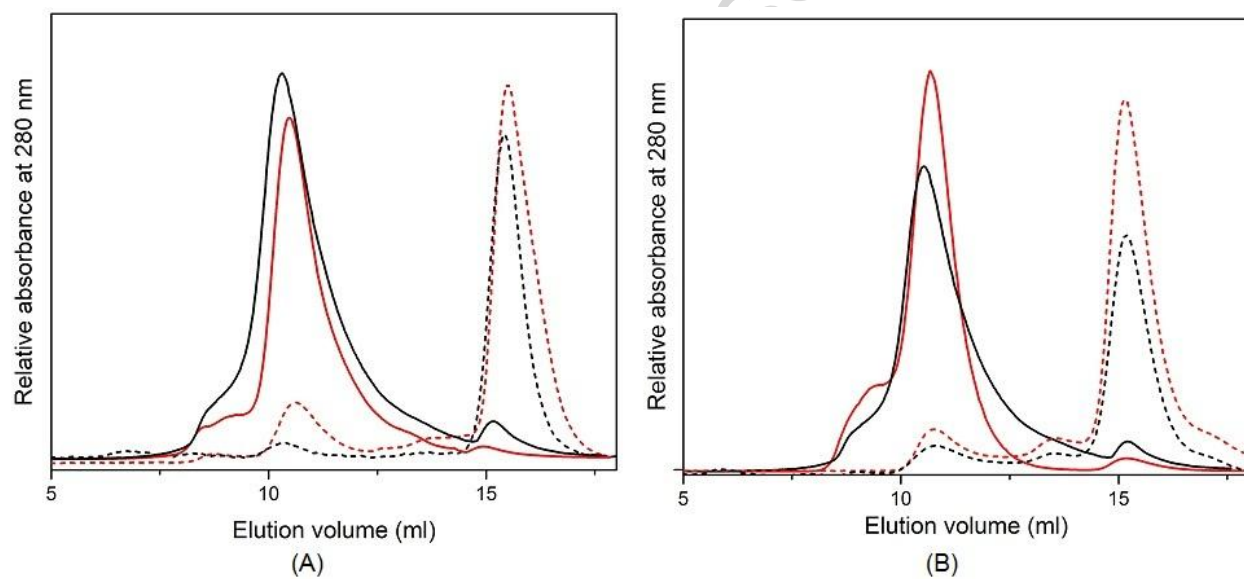 Relative absorbance at 280 nm
5
10
15
Elution volume (ml)
(A)
Relative absorbance at 280 nm
5
10
15
Elution volume (ml)
(B)